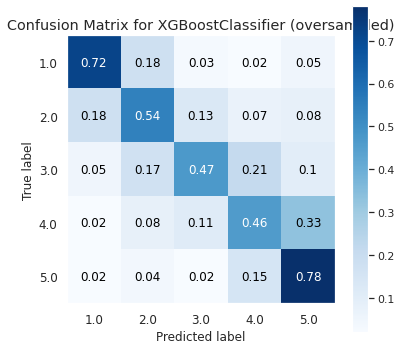 Confusion Matrix for XGBoostClassifier (oversampled)
0.7
1.0 0.72 0.18 0.03 0.02 0.05
0.6
2.0 0.18 0.54 0.13 0.07 0.08
0.5
True label
3.0 0.05 0.17 0.47 0.21 0.1
0.4
0.3
4.0 0.02 0.08 0.11 0.46 0.33
0.2
5.0 0.02 0.04 0.02 0.15 0.78
0.1
1.0 2.0 3.0 4.0 5.0
Predicted label